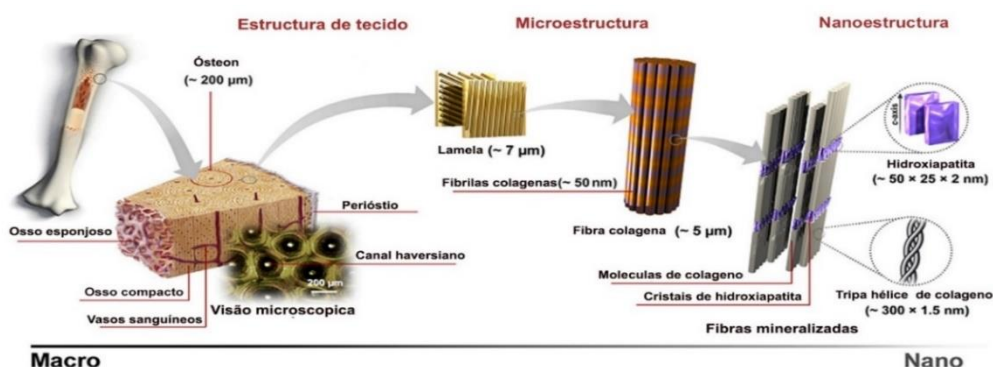 Estructura de tecido
Microestructura
Nanoestructura
Ósteon
(~ 200 µm)
Lamela (~ 7 µm)
c-axis
Hidroxiapatita
(~ 50 × 25 × 2 nm)
Fibrilas colagenas(~ 50 nm)
Perióstio
Osso esponjoso
Fibra colagena (~ 5 µm)
Canal haversiano
200 µm
Moleculas de colageno
Osso compacto
Cristais de hidroxiapatita
Tripa hélice de colageno
(~ 300 × 1.5 nm)
Visão microscopica
Vasos sanguíneos
Fibras mineralizadas
Macro
Nano